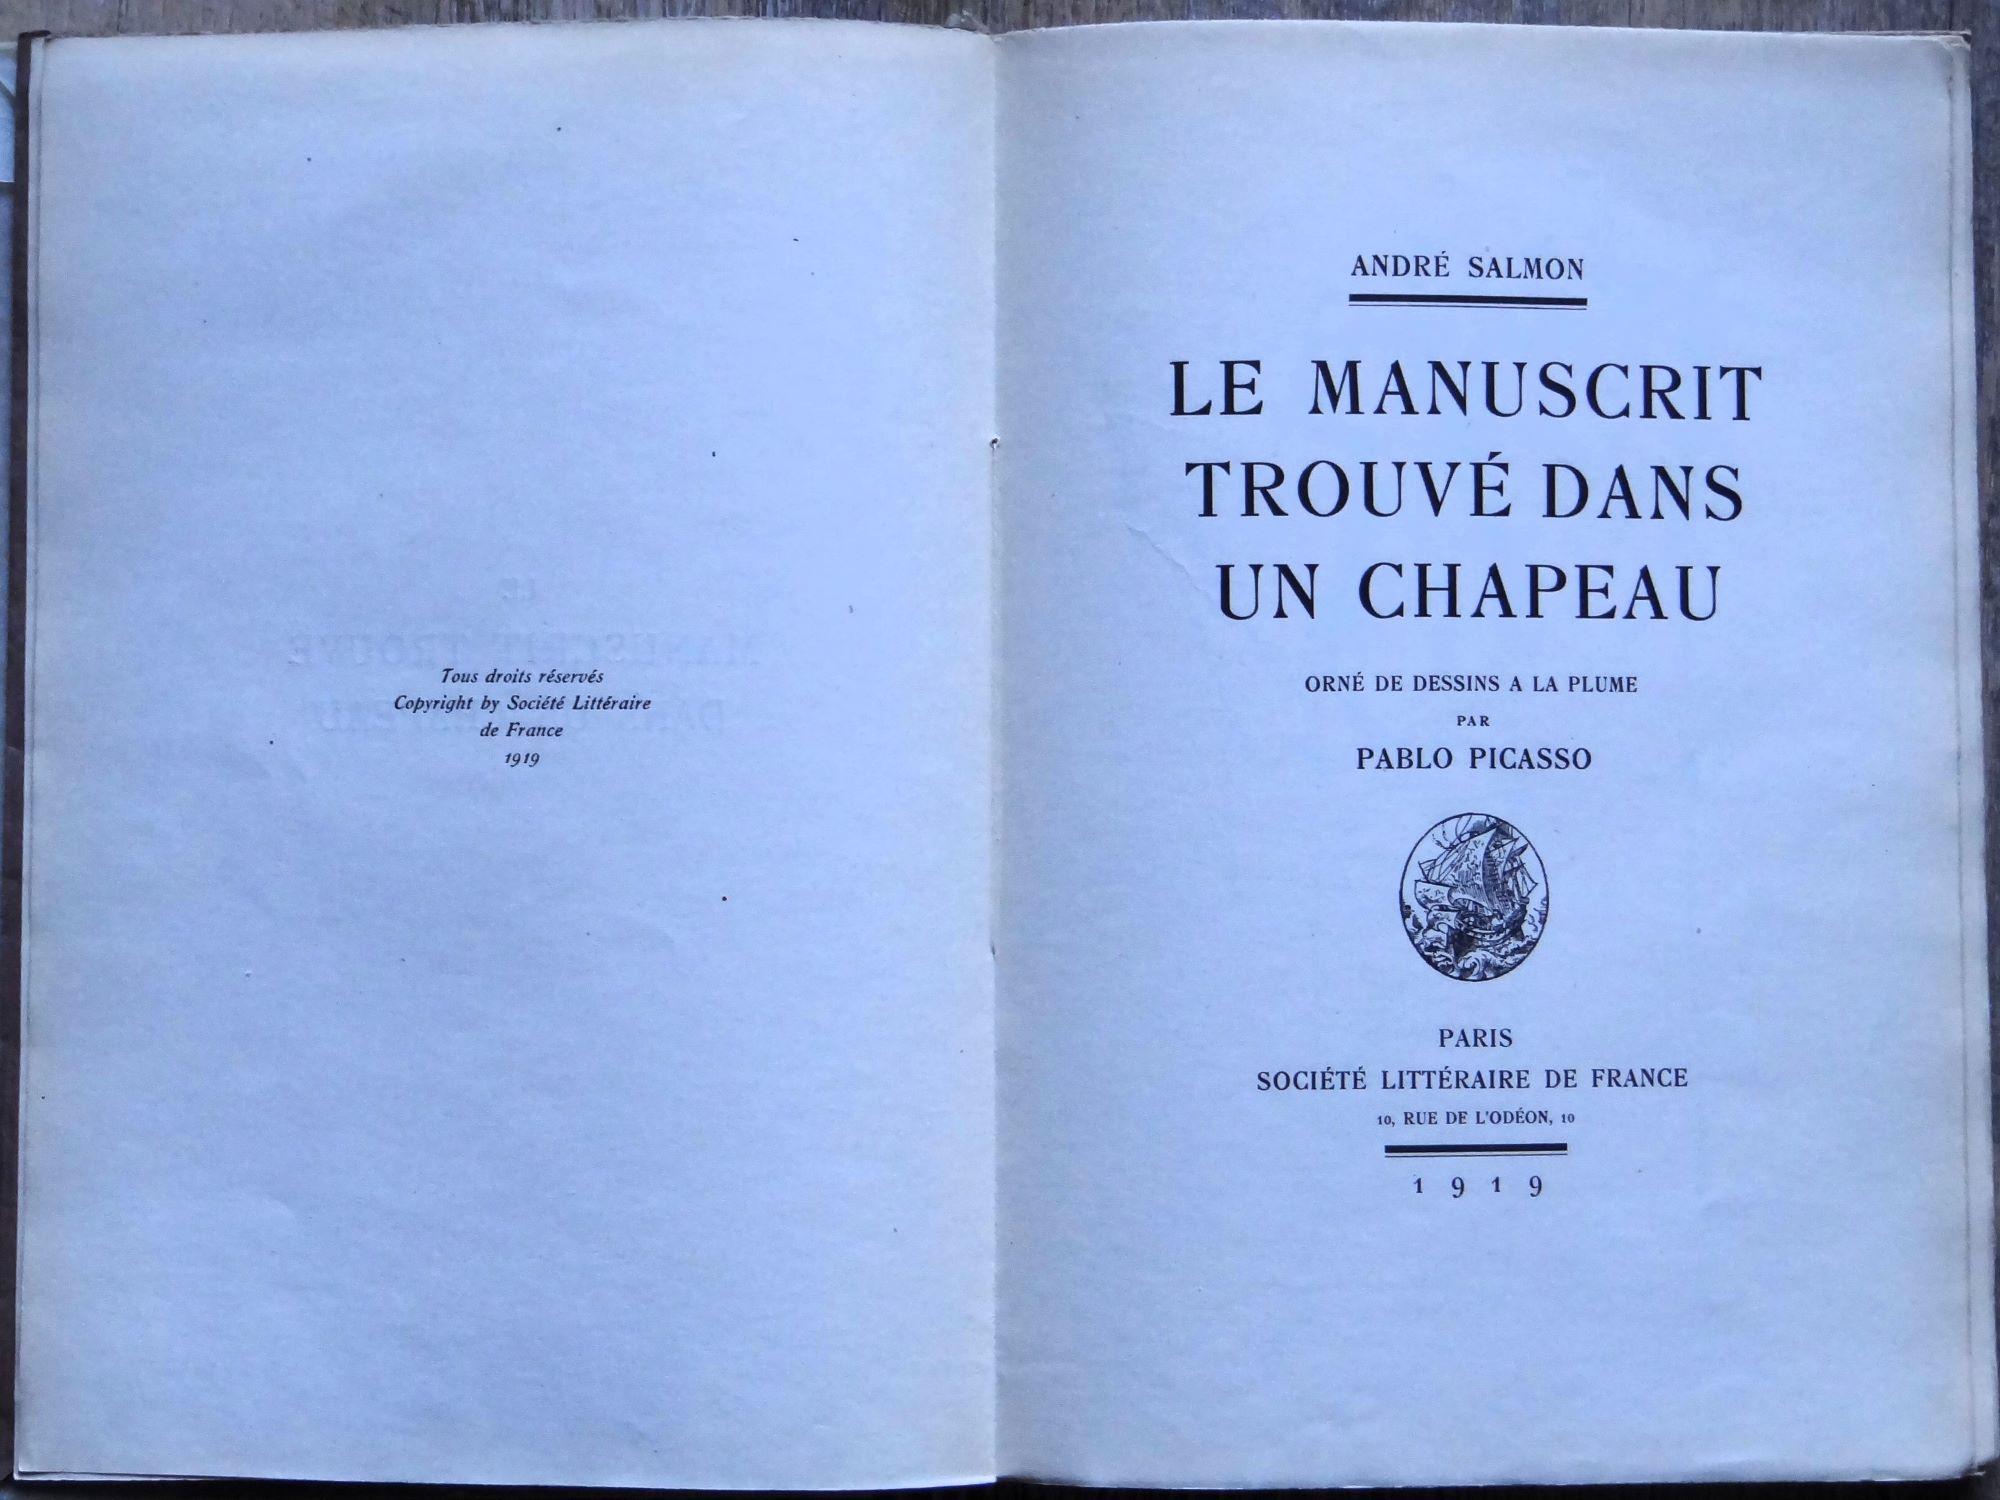 Tous droits réservés
Copyright by Société Littéraire
de France
1919
ANDRÉ SALMON
LE MANUSCRIT
TROUVÉ DANS
UN CHAPEAU
ORNÉ DE DESSINS A LA PLUME
PAR
PABLO PICASSO
PARIS
SOCIÉTÉ LITTÉRAIRE DE FRANCE
10, RUE DE L'ODÉON, 10
1919